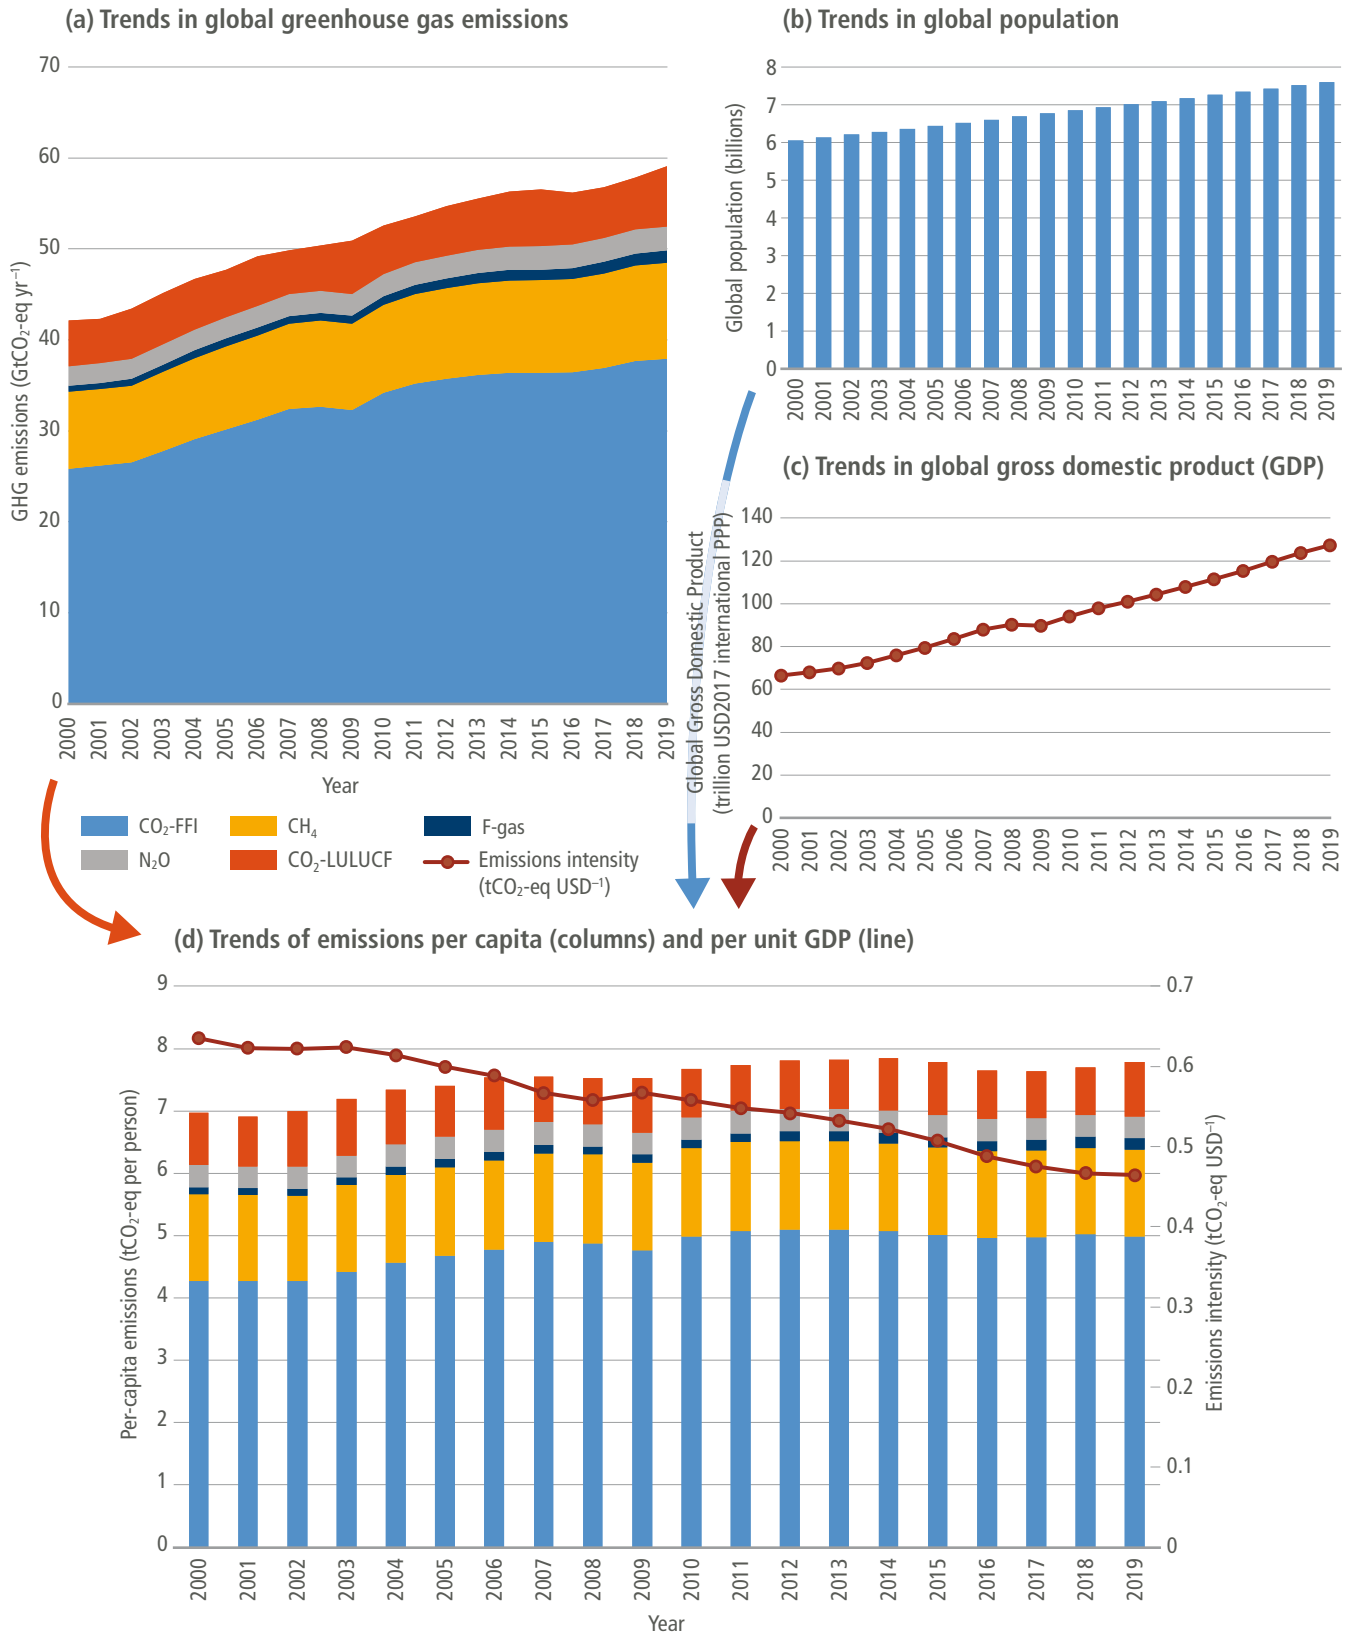 (a) Trends in global greenhouse gas emissions
70
60
50
40
30
20
10
0
GHG emissions (GtCO₂-eq yr⁻¹)
2000 2001 2002 2003 2004 2005 2006 2007 2008 2009 2010 2011 2012 2013 2014 2015 2016 2017 2018 2019
Year
CO₂-FFI
CH₄
F-gas
N₂O
CO₂-LULUCF
Emissions intensity
(tCO₂-eq USD⁻¹)
(b) Trends in global population
8
7
6
5
4
3
2
1
0
Global population (billions)
2000 2001 2002 2003 2004 2005 2006 2007 2008 2009 2010 2011 2012 2013 2014 2015 2016 2017 2018 2019
(c) Trends in global gross domestic product (GDP)
140
120
100
80
60
40
20
0
Global Gross Domestic Product
(trillion USD2017 international PPP)
2000 2001 2002 2003 2004 2005 2006 2007 2008 2009 2010 2011 2012 2013 2014 2015 2016 2017 2018 2019
(d) Trends of emissions per capita (columns) and per unit GDP (line)
9
8
7
6
5
4
3
2
1
0
Per-capita emissions (tCO₂-eq per person)
0.7
0.6
0.5
0.4
0.3
0.2
0.1
0
Emissions intensity (tCO₂-eq USD⁻¹)
2000 2001 2002 2003 2004 2005 2006 2007 2008 2009 2010 2011 2012 2013 2014 2015 2016 2017 2018 2019
Year